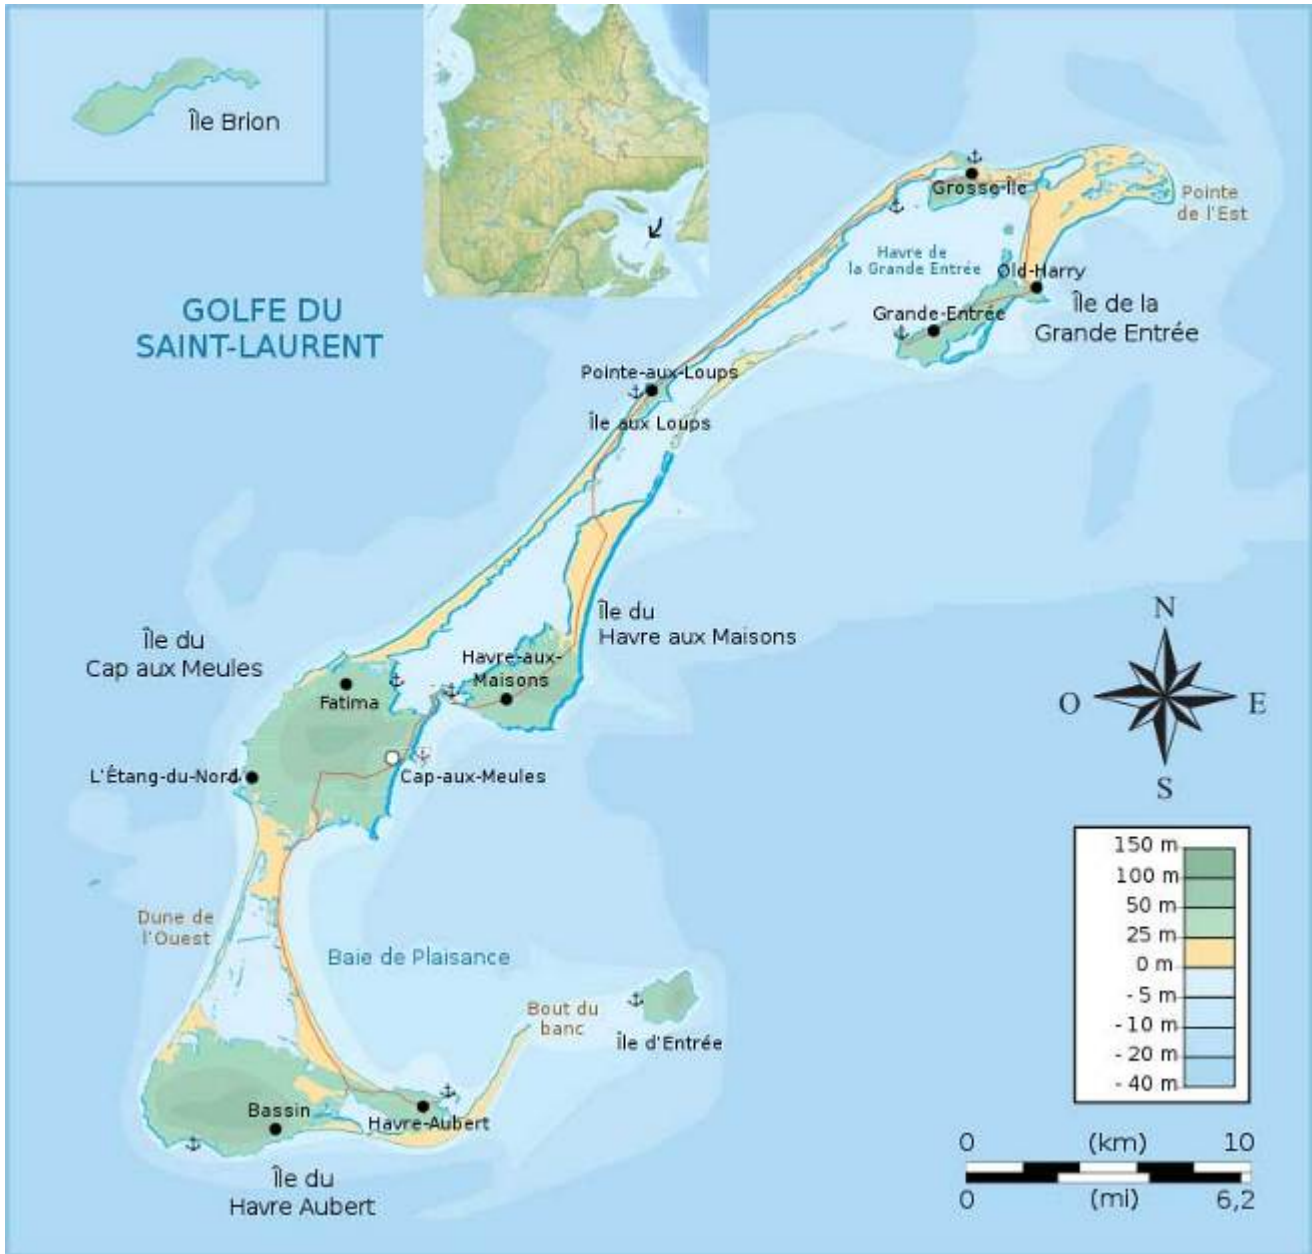 Île Brion
GOLFE DU
SAINT-LAURENT
Grosse-Île
Pointe
de l'Est
Havre de
la Grande Entrée
Old-Harry
Grande-Entrée
Île de la
Grande Entrée
Pointe-aux-Loups
Île aux Loups
Île du
Havre aux Maisons
Île du
Cap aux Meules
Havre-aux-
Maisons
Fatima
L'Étang-du-Nord
Cap-aux-Meules
N
O
E
S
Dune de
l'Ouest
Baie de Plaisance
Bout du
banc
Île d'Entrée
Bassin
Havre-Aubert
Île du
Havre Aubert
150 m
100 m
50 m
25 m
0 m
- 5 m
- 10 m
- 20 m
- 40 m
0 (km) 10
0 (mi) 6,2